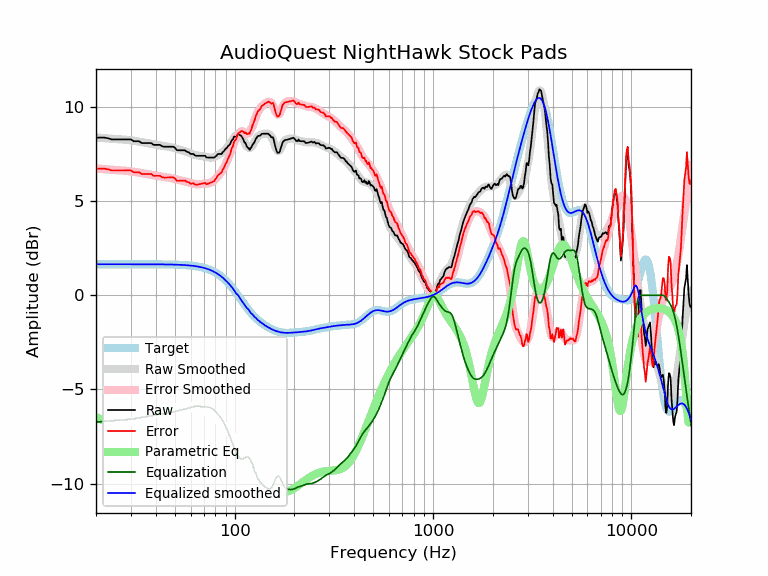 AudioQuest NightHawk Stock Pads
10
5
0
−5
−10
Amplitude (dBr)
Target
Raw Smoothed
Error Smoothed
Raw
Error
Parametric Eq
Equalization
Equalized smoothed
100
1000
10000
Frequency (Hz)